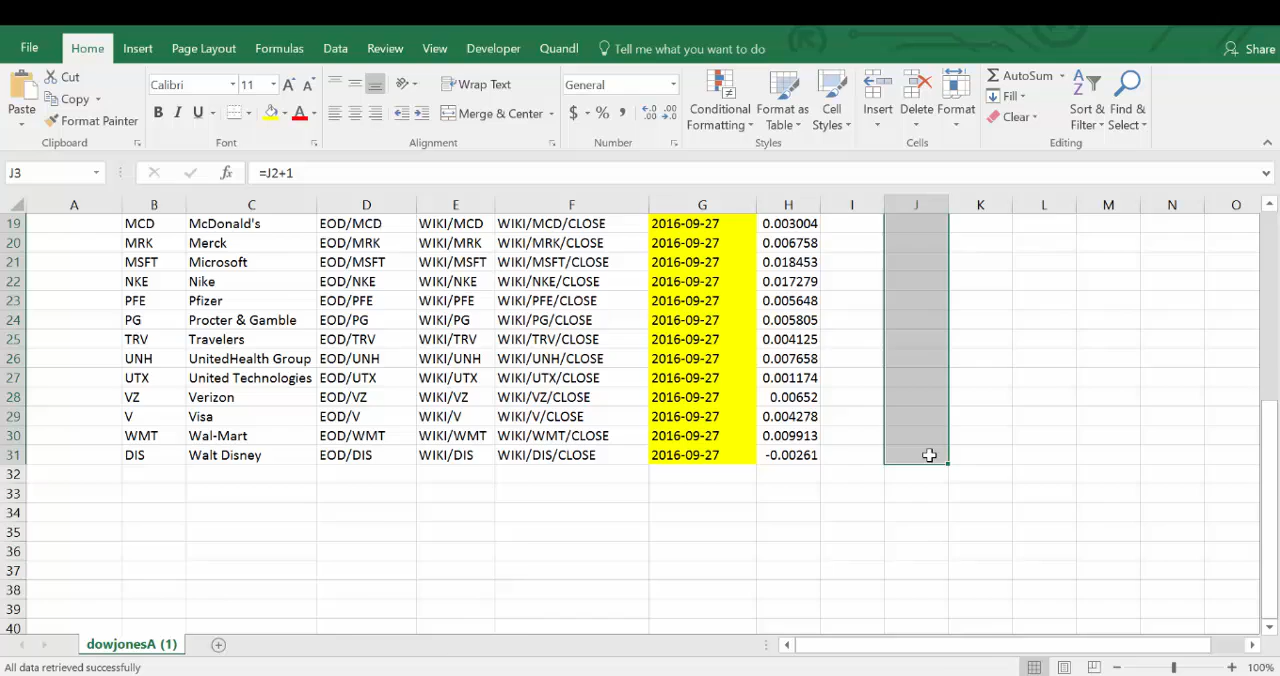 File Home Insert Page Layout Formulas Data Review View Developer Quandl Tell me what you want to do Share
Paste Cut Copy Format Painter Clipboard
Calibri 11 A A B I U A Font
Wrap Text Merge & Center Alignment
General $ % , Number
Conditional Formatting Format as Table Cell Styles Styles
Insert Delete Format Cells
AutoSum Fill Clear Sort & Filter Find & Select Editing
J3 fx =J2+1
A B C D E F G H I J K L M N O
19 MCD McDonald's EOD/MCD WIKI/MCD WIKI/MCD/CLOSE 2016-09-27 0.003004
20 MRK Merck EOD/MRK WIKI/MRK WIKI/MRK/CLOSE 2016-09-27 0.006758
21 MSFT Microsoft EOD/MSFT WIKI/MSFT WIKI/MSFT/CLOSE 2016-09-27 0.018453
22 NKE Nike EOD/NKE WIKI/NKE WIKI/NKE/CLOSE 2016-09-27 0.017279
23 PFE Pfizer EOD/PFE WIKI/PFE WIKI/PFE/CLOSE 2016-09-27 0.005648
24 PG Procter & Gamble EOD/PG WIKI/PG WIKI/PG/CLOSE 2016-09-27 0.005805
25 TRV Travelers EOD/TRV WIKI/TRV WIKI/TRV/CLOSE 2016-09-27 0.004125
26 UNH UnitedHealth Group EOD/UNH WIKI/UNH WIKI/UNH/CLOSE 2016-09-27 0.007658
27 UTX United Technologies EOD/UTX WIKI/UTX WIKI/UTX/CLOSE 2016-09-27 0.001174
28 VZ Verizon EOD/VZ WIKI/VZ WIKI/VZ/CLOSE 2016-09-27 0.00652
29 V Visa EOD/V WIKI/V WIKI/V/CLOSE 2016-09-27 0.004278
30 WMT Wal-Mart EOD/WMT WIKI/WMT WIKI/WMT/CLOSE 2016-09-27 0.009913
31 DIS Walt Disney EOD/DIS WIKI/DIS WIKI/DIS/CLOSE 2016-09-27 -0.00261
32
33
34
35
36
37
38
39
40
dowjonesA (1)
All data retrieved successfully 100%